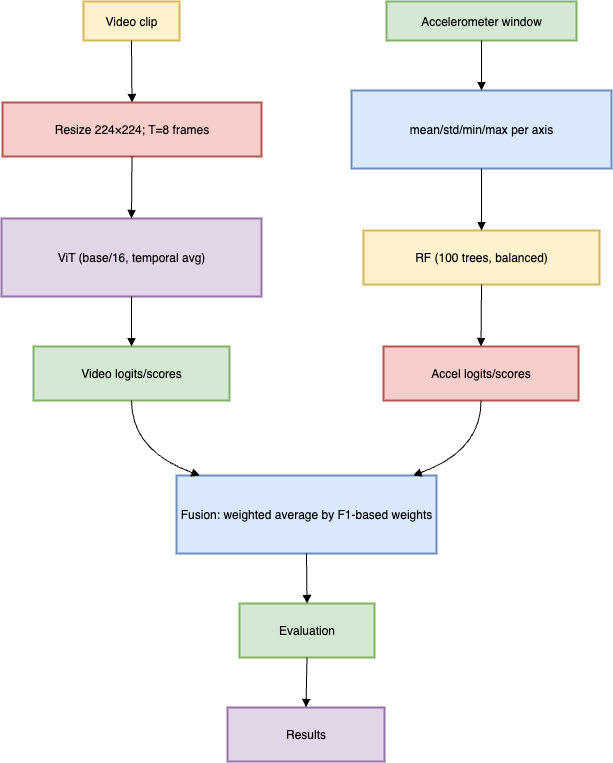 Video clip
Accelerometer window
Resize 224×224; T=8 frames
mean/std/min/max per axis
ViT (base/16, temporal avg)
RF (100 trees, balanced)
Video logits/scores
Accel logits/scores
Fusion: weighted average by F1-based weights
Evaluation
Results